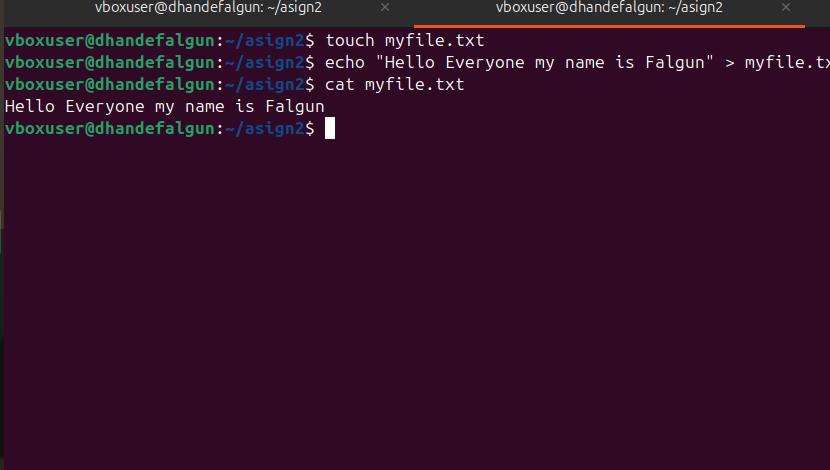 vboxuser@dhandefalgun: ~/asign2 × vboxuser@dhandefalgun: ~/asign2 ×
vboxuser@dhandefalgun:~/asign2$ touch myfile.txt
vboxuser@dhandefalgun:~/asign2$ echo "Hello Everyone my name is Falgun" > myfile.tx
vboxuser@dhandefalgun:~/asign2$ cat myfile.txt
Hello Everyone my name is Falgun
vboxuser@dhandefalgun:~/asign2$